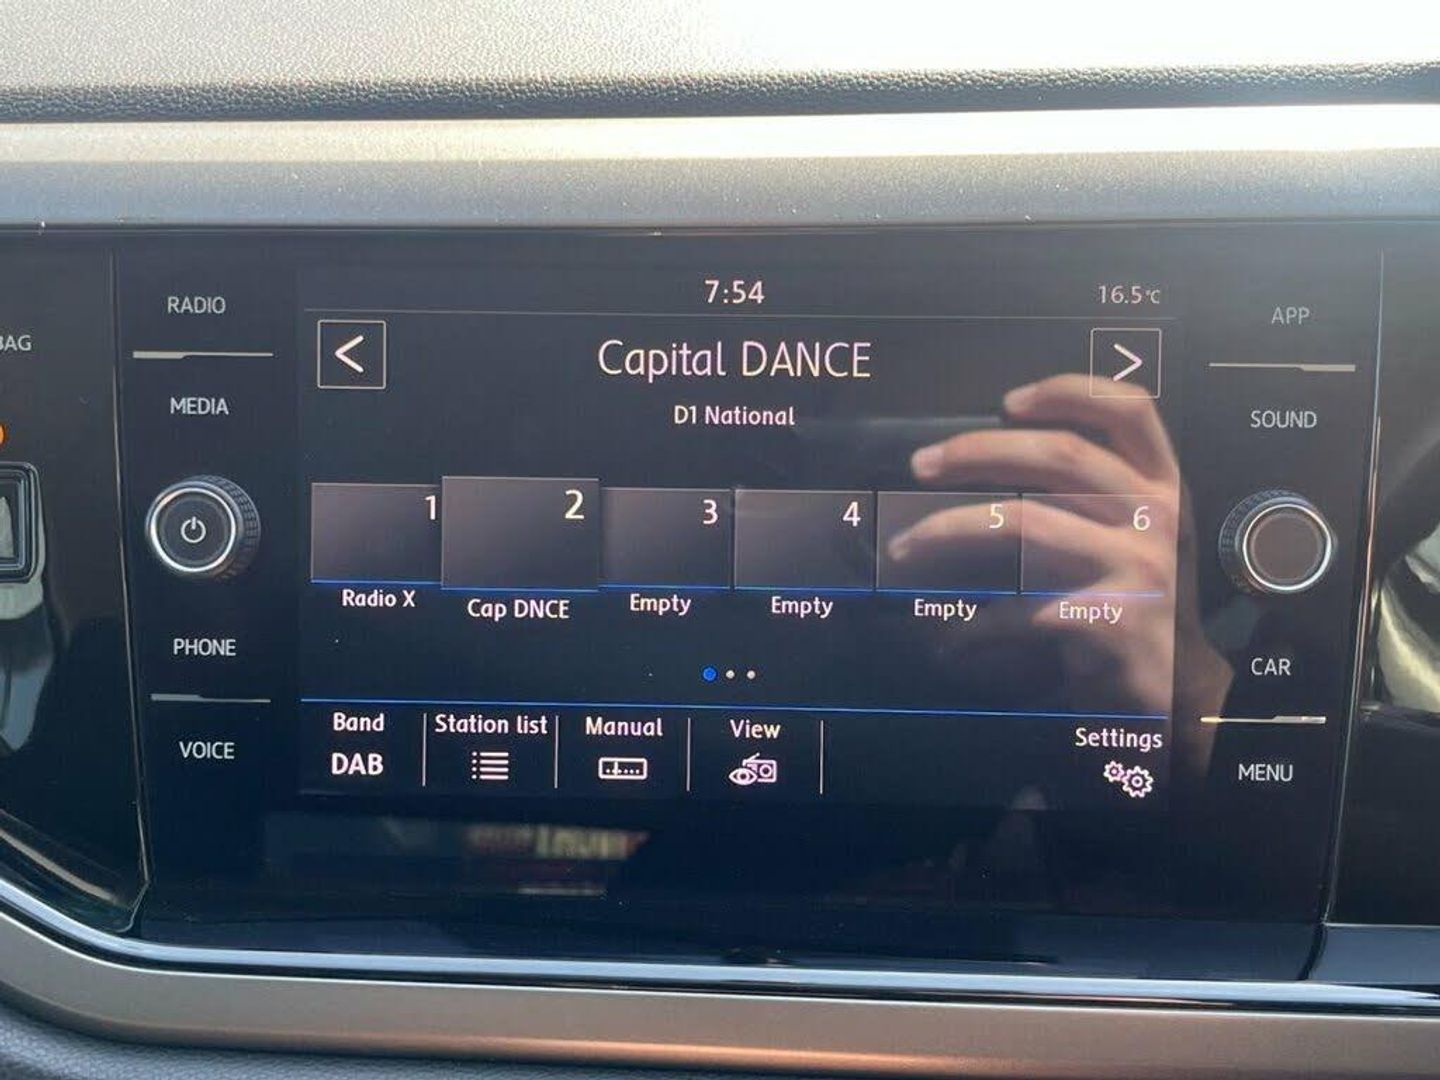 7:54
16.5°C
RADIO
APP
BAG
<
Capital DANCE
>
D1 National
MEDIA
SOUND
1
2
3
4
5
6
Radio X
Cap DNCE
Empty
Empty
Empty
Empty
PHONE
CAR
Band
Station list
Manual
View
Settings
DAB
VOICE
MENU